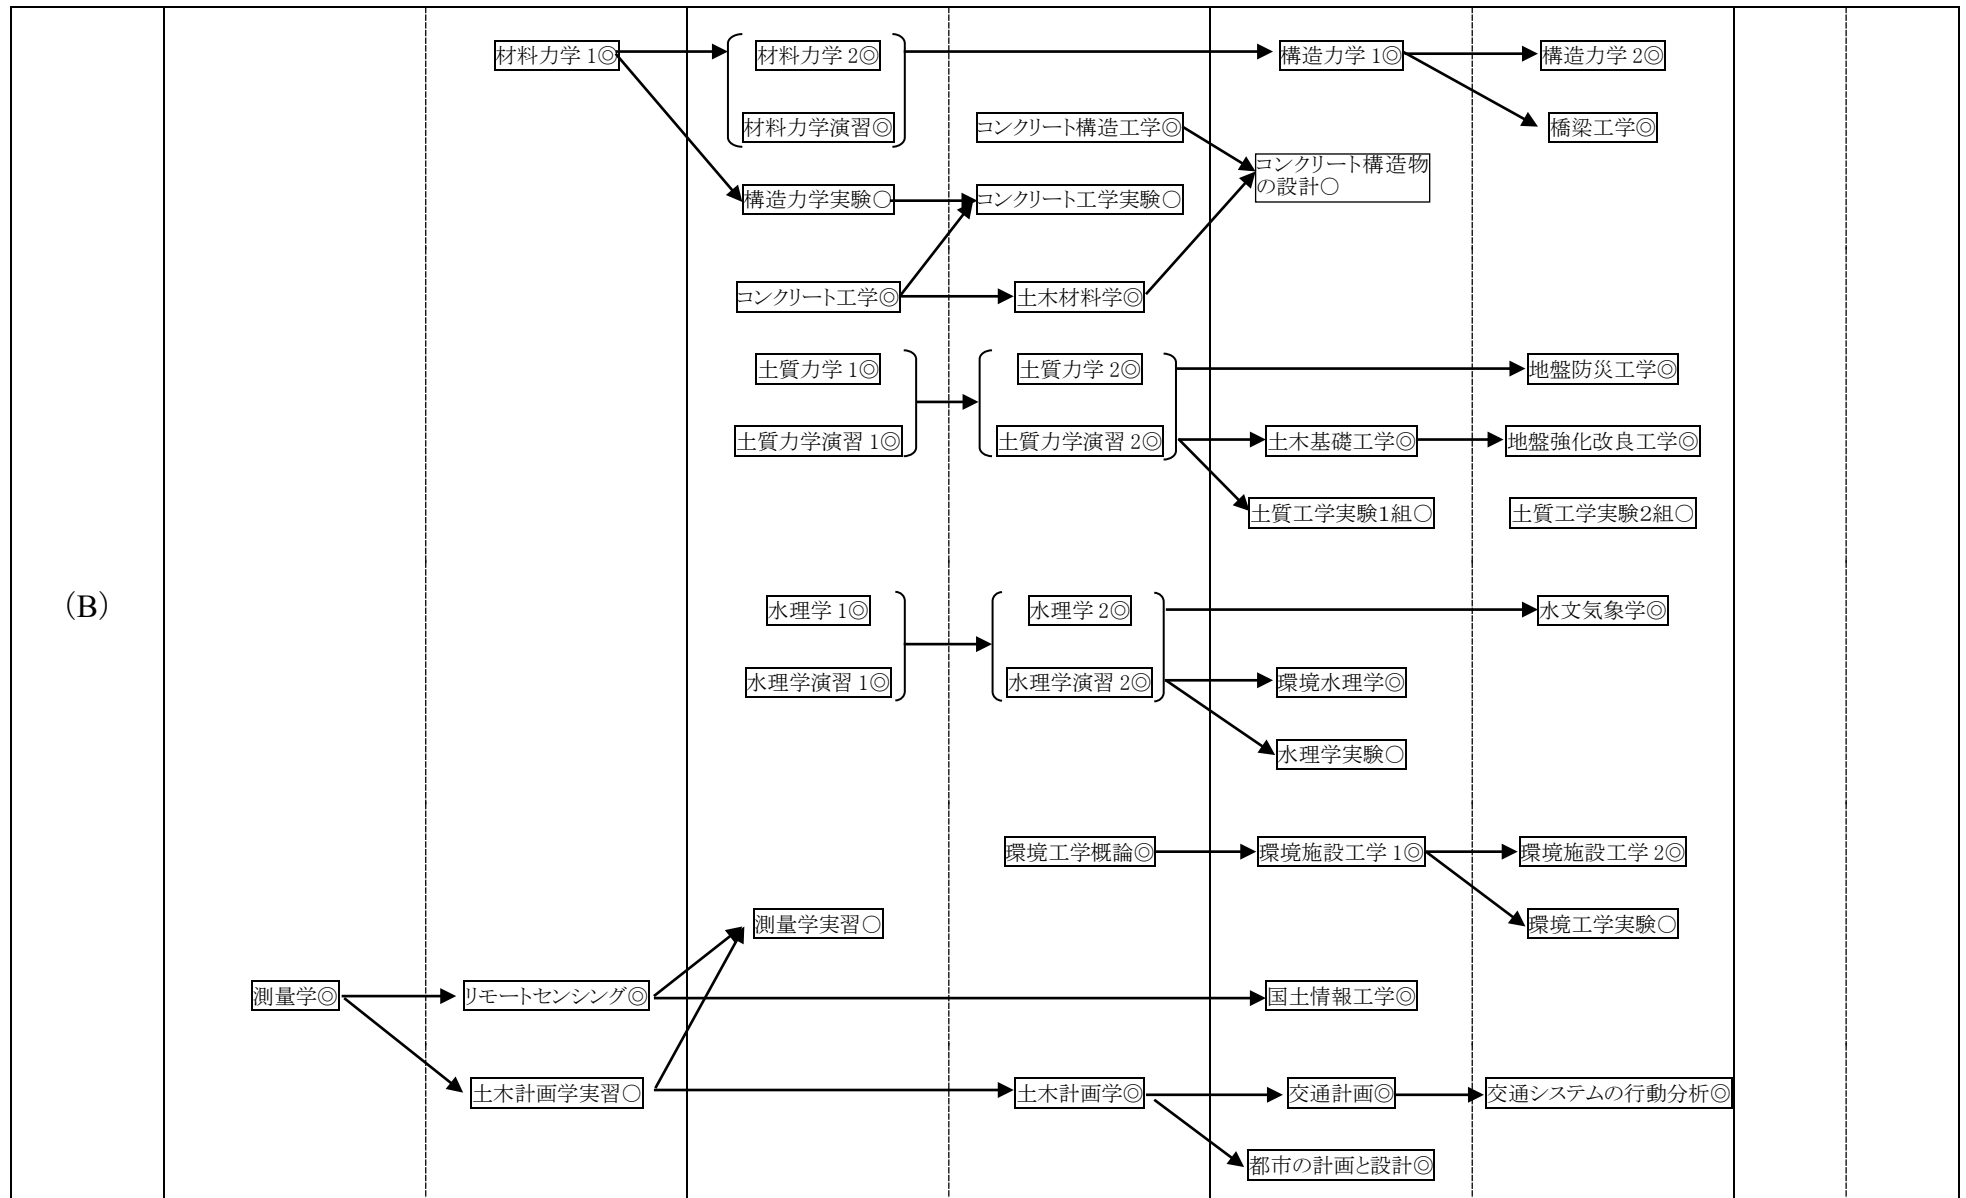 材料力学 1◎
材料力学 2◎
構造力学 1◎
構造力学 2◎
材料力学演習◎
コンクリート構造工学◎
橋梁工学◎
コンクリート構造物
の設計○
構造力学実験○
コンクリート工学実験○
コンクリート工学◎
土木材料学◎
土質力学 1◎
土質力学 2◎
地盤防災工学◎
土質力学演習 1◎
土質力学演習 2◎
土木基礎工学◎
地盤強化改良工学◎
土質工学実験1組○
土質工学実験2組○
(B)
水理学 1◎
水理学 2◎
水文気象学◎
水理学演習 1◎
水理学演習 2◎
環境水理学◎
水理学実験○
環境工学概論◎
環境施設工学 1◎
環境施設工学 2◎
測量学実習○
環境工学実験○
測量学◎
リモートセンシング◎
国土情報工学◎
土木計画学実習○
土木計画学◎
交通計画◎
交通システムの行動分析◎
都市の計画と設計◎